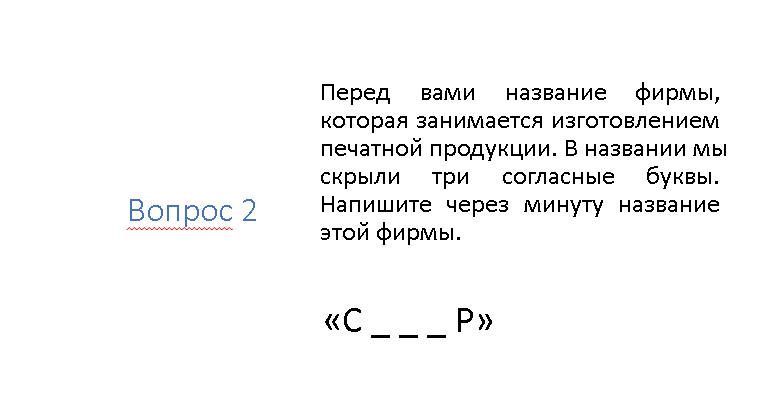 Перед вами название фирмы,
которая занимается изготовлением
печатной продукции. В названии мы
скрыли три согласные буквы.
Напишите через минуту название
этой фирмы.
Вопрос 2
«С _ _ _ Р»